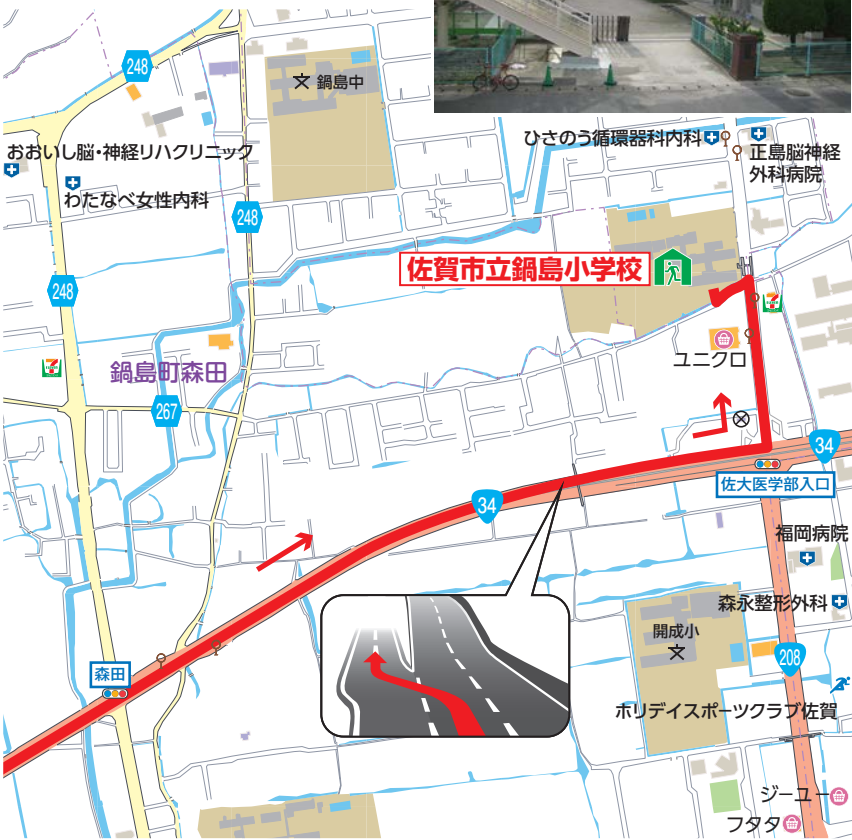 248
鍋島中
ひさのう循環器科内科
正島脳神経
外科病院
おおいし脳・神経リハクリニック
わたなべ女性内科
248
佐賀市立鍋島小学校
248
ユニクロ
鍋島町森田
267
34
佐大医学部入口
34
福岡病院
森永整形外科
開成小
208
森田
ホリデイスポーツクラブ佐賀
ジーユー
フタタ